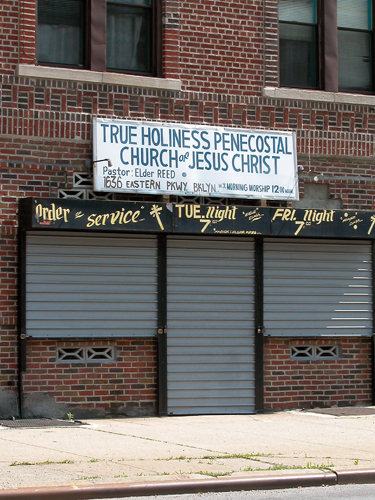 TRUE HOLINESS PENECOSTAL
CHURCH OF JESUS CHRIST
Pastor: Elder REED
1636 EASTERN PKWY. BKLYN. MORNING WORSHIP 12 NOON
Order = service TUE. Night FRI. Night
7 7